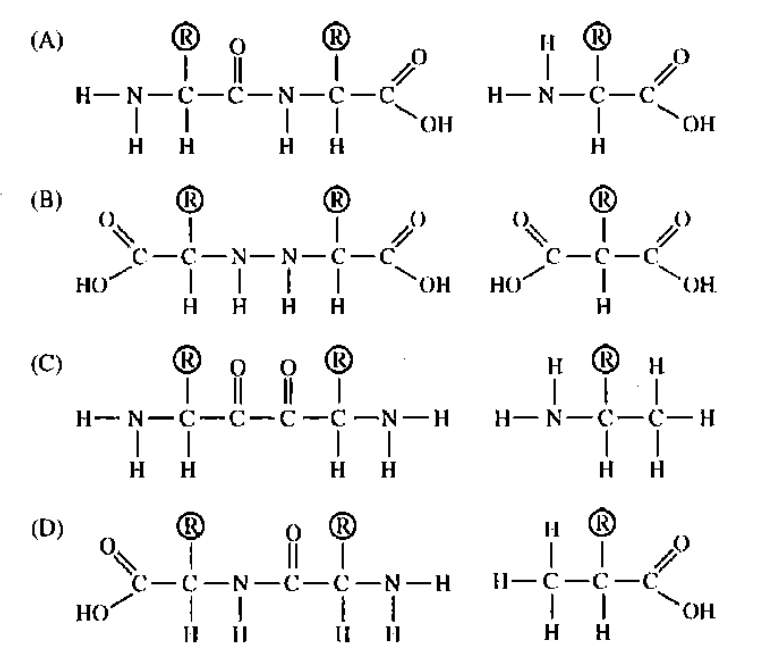 (A) Ⓡ O Ⓡ O H Ⓡ O
H N C C N C C H N C C
H H H H OH H OH
(B) O Ⓡ Ⓡ O O Ⓡ O
C C N N C C C C C
HO H H H H OH HO H OH
(C) Ⓡ O O Ⓡ H Ⓡ H
H N C C C C N H H N C C H
H H H H H H
(D) O Ⓡ O Ⓡ H Ⓡ O
C C N C C N H H C C C
HO H H H H H H OH